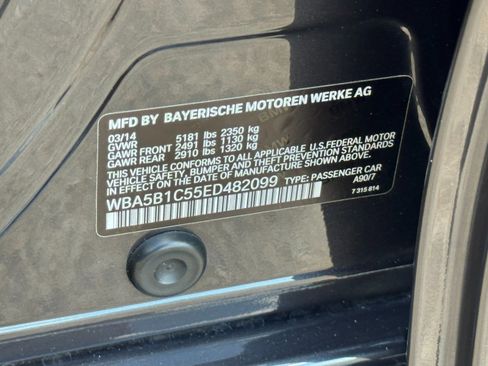 MFD BY BAYERISCHE MOTOREN WERKE AG
03/14
GVWR 5181 lbs 2350 kg
GAWR FRONT 2491 lbs 1130 kg
GAWR REAR 2910 lbs 1320 kg
THIS VEHICLE CONFORMS TO ALL APPLICABLE U.S.FEDERAL MOTOR
VEHICLE SAFETY, BUMPER AND THEFT PREVENTION STANDARDS
IN EFFECT ON THE DATE OF MANUFACTURE SHOWN ABOVE.
WBA5B1C55ED482099 TYPE: PASSENGER CAR
A90/7
7 315 814